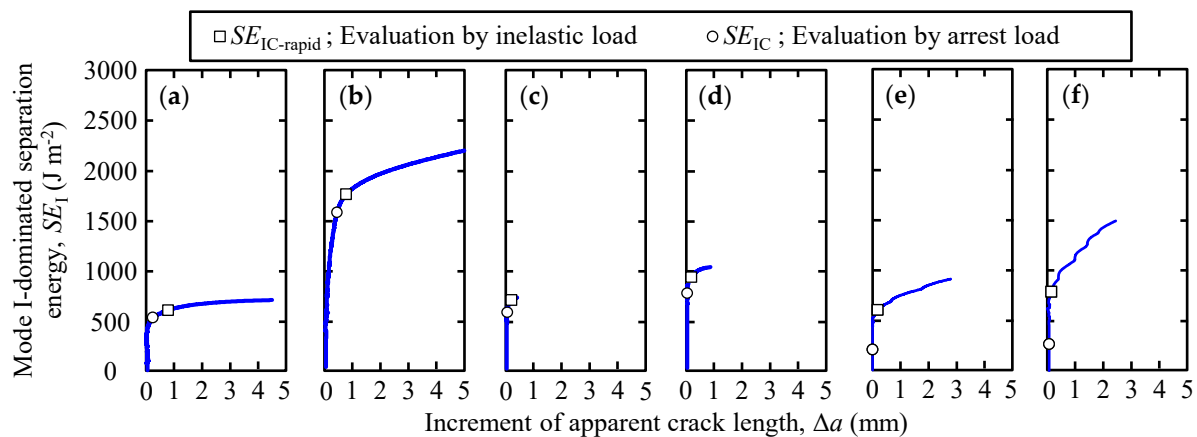 SE_IC-rapid ; Evaluation by inelastic load   SE_IC ; Evaluation by arrest load
(a) (b) (c) (d) (e) (f)
3000
2500
2000
1500
1000
500
0
Mode I-dominated separation
energy, SE_I (J m⁻²)
0 1 2 3 4 5 0 1 2 3 4 5 0 1 2 3 4 5 0 1 2 3 4 5 0 1 2 3 4 5 0 1 2 3 4 5
Increment of apparent crack length, Δa (mm)